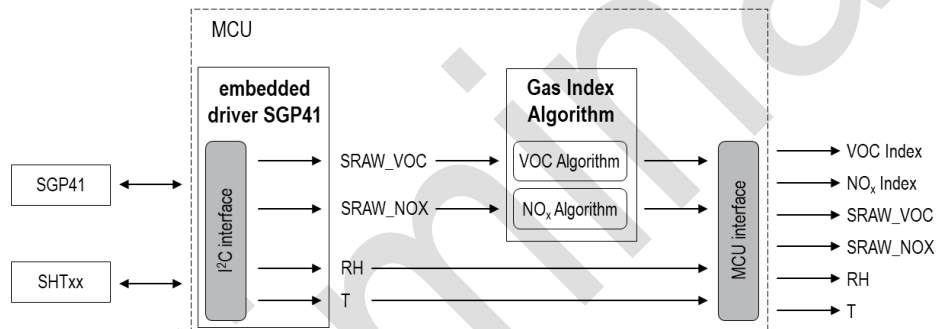 MCU
embedded
driver SGP41
Gas Index
Algorithm
SGP41
SHTxx
I²C interface
SRAW_VOC
SRAW_NOX
RH
T
VOC Algorithm
NOₓ Algorithm
MCU interface
VOC Index
NOₓ Index
SRAW_VOC
SRAW_NOX
RH
T